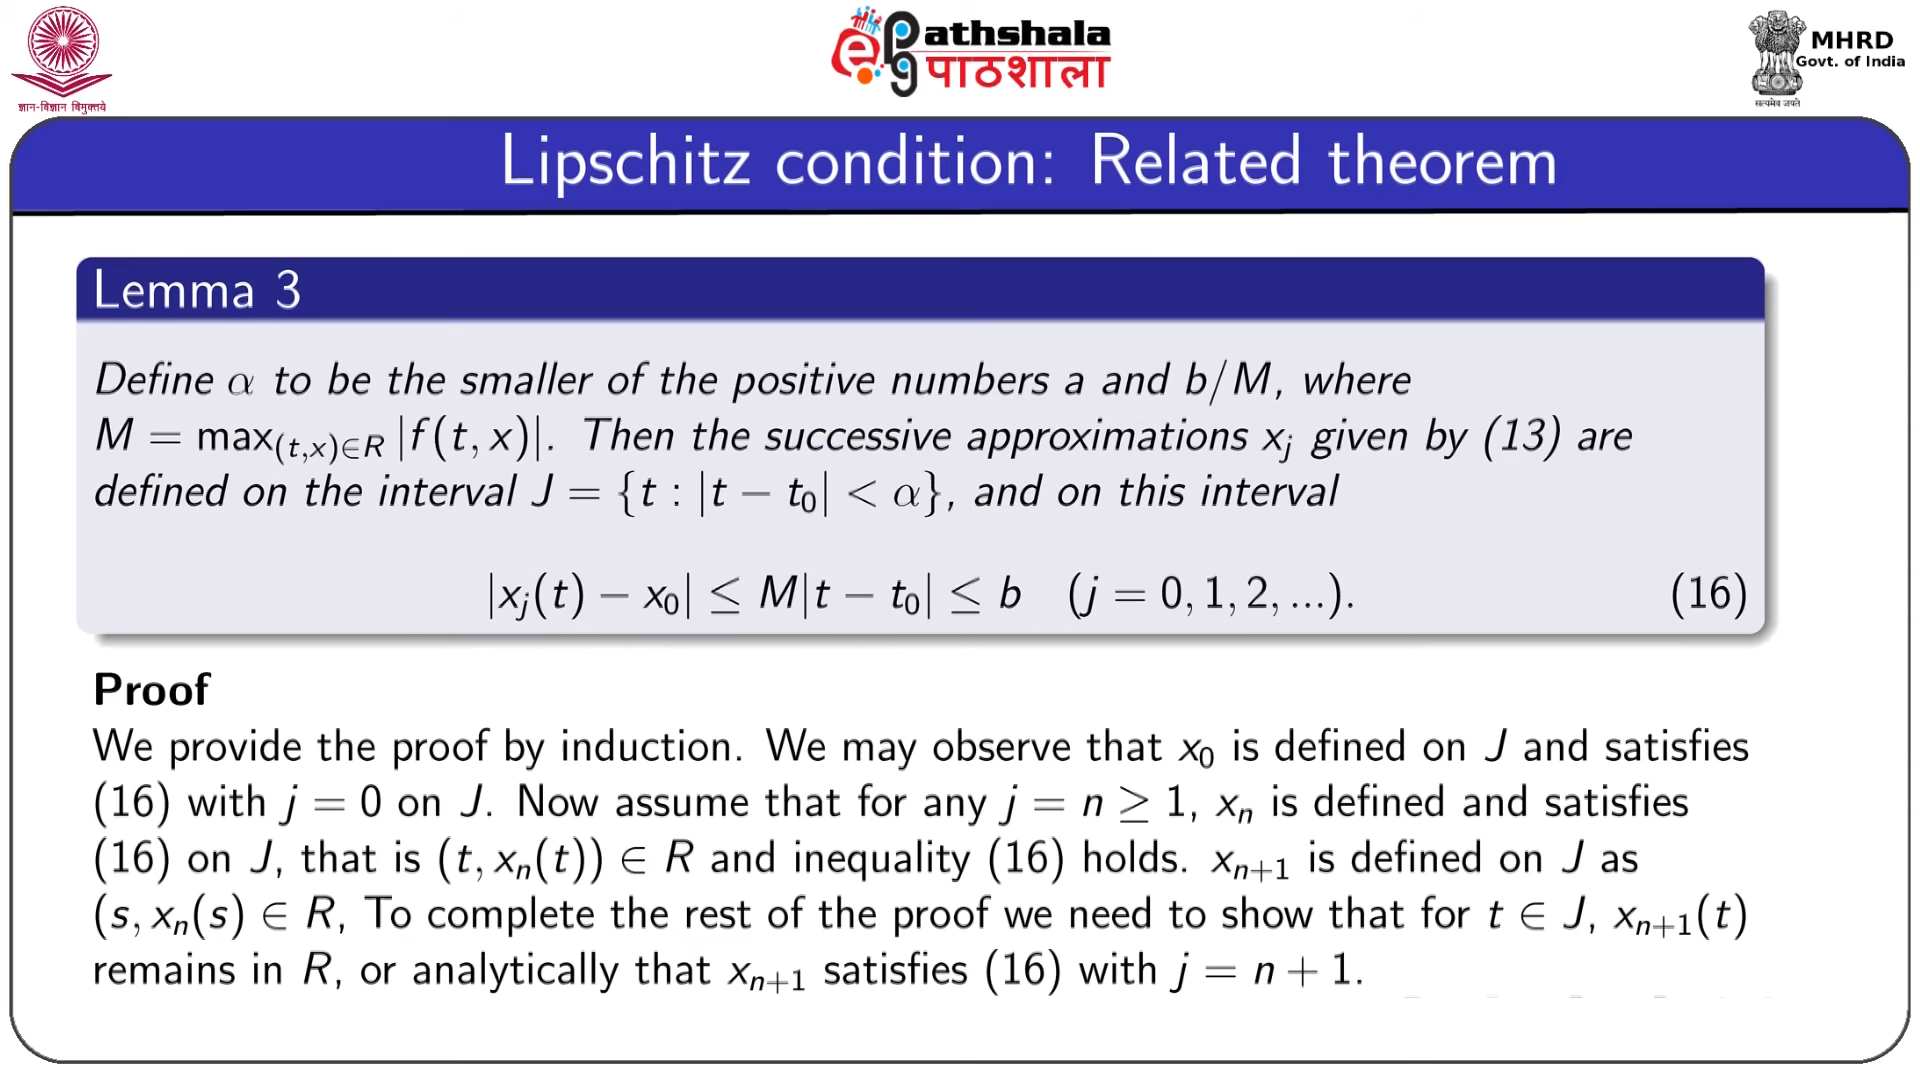 ज्ञान-विज्ञान विमुक्तये
ePG Pathshala
पाठशाला
MHRD
Govt. of India
सत्यमेव जयते
Lipschitz condition: Related theorem
Lemma 3
Define α to be the smaller of the positive numbers a and b/M, where
M = max_{(t,x)∈R} |f(t, x)|. Then the successive approximations x_j given by (13) are
defined on the interval J = {t : |t − t_0| < α}, and on this interval
|x_j(t) − x_0| ≤ M|t − t_0| ≤ b (j = 0, 1, 2, ...). (16)
Proof
We provide the proof by induction. We may observe that x_0 is defined on J and satisfies
(16) with j = 0 on J. Now assume that for any j = n ≥ 1, x_n is defined and satisfies
(16) on J, that is (t, x_n(t)) ∈ R and inequality (16) holds. x_{n+1} is defined on J as
(s, x_n(s) ∈ R, To complete the rest of the proof we need to show that for t ∈ J, x_{n+1}(t)
remains in R, or analytically that x_{n+1} satisfies (16) with j = n + 1.